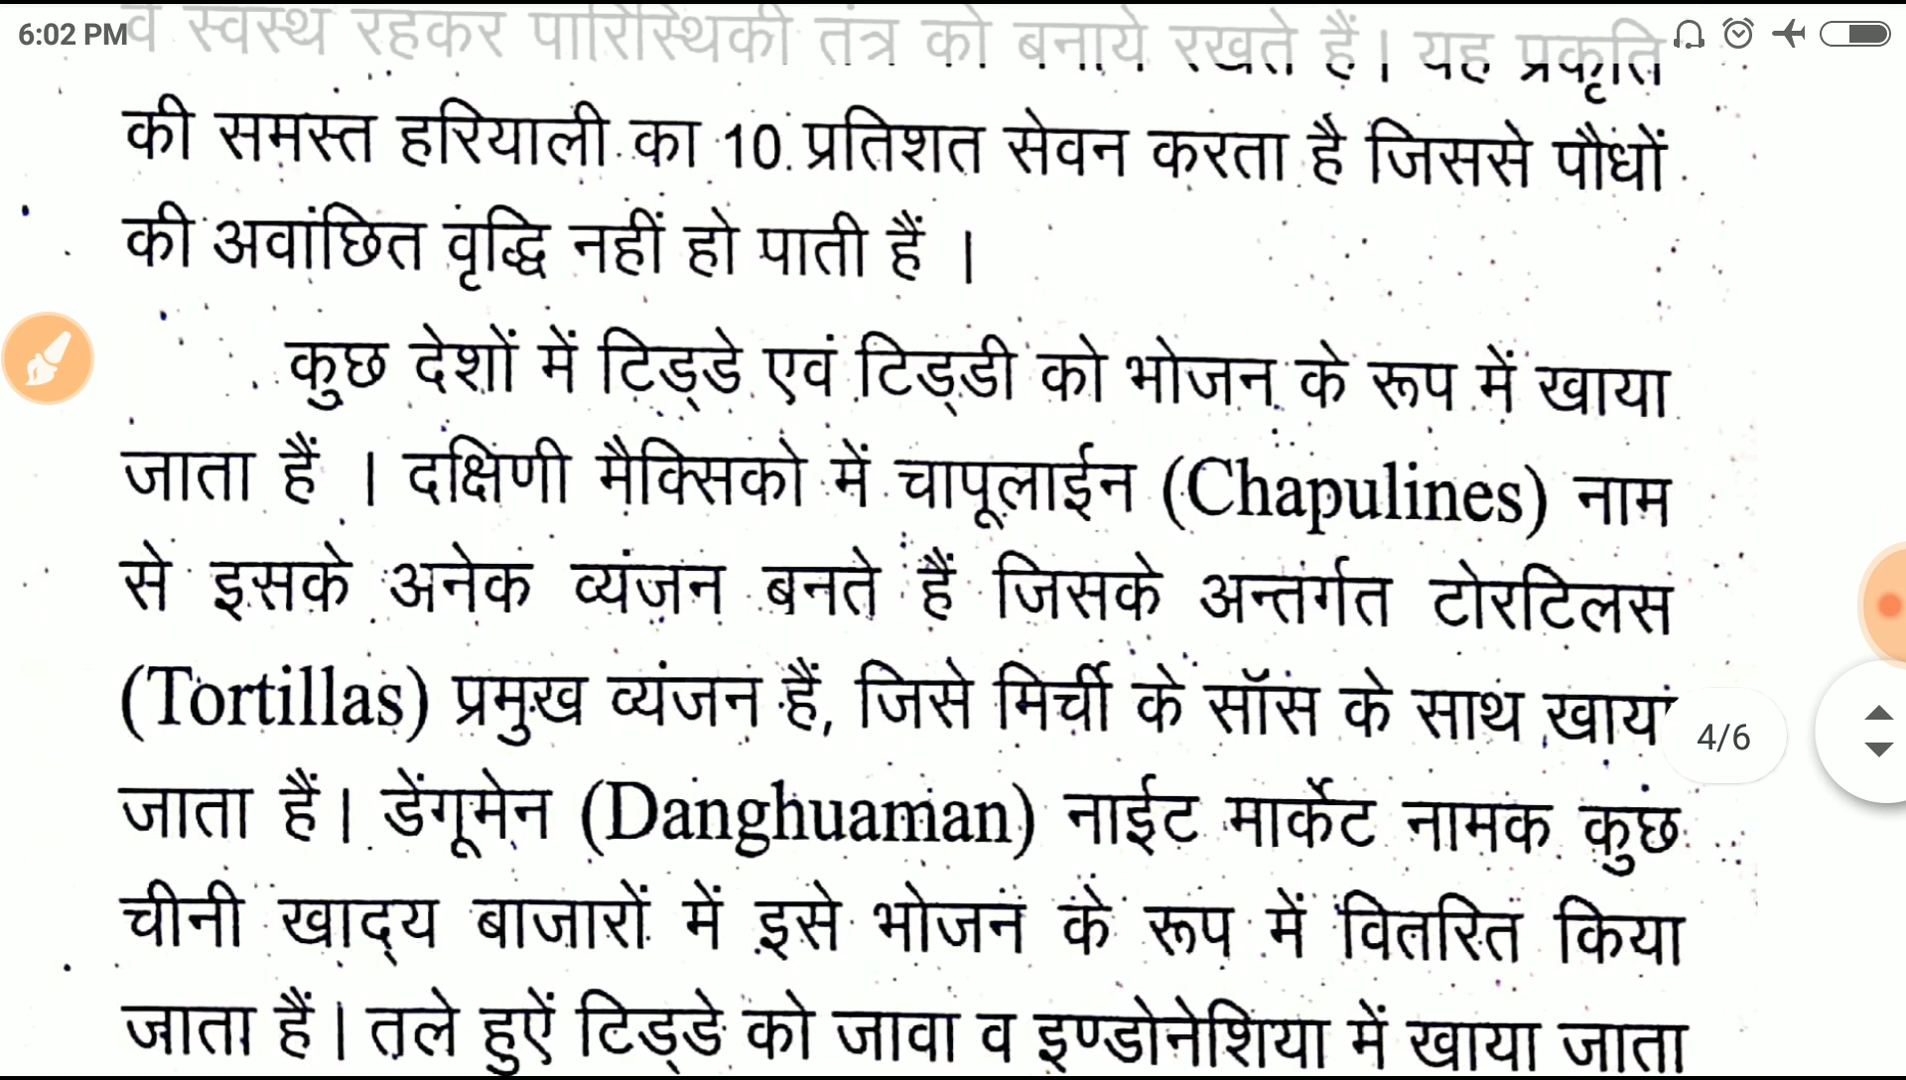 6:02 PM
व स्वस्थ रहकर पारिस्थिकी तंत्र को बनाये रखते हैं। यह प्रकृति
की समस्त हरियाली का 10 प्रतिशत सेवन करता है जिससे पौधों
की अवांछित वृद्धि नहीं हो पाती हैं ।
कुछ देशों में टिड्डे एवं टिड्डी को भोजन के रूप में खाया
जाता हैं । दक्षिणी मैक्सिको में चापूलाईन (Chapulines) नाम
से इसके अनेक व्यंजन बनते हैं जिसके अन्तर्गत टोरटिलस
(Tortillas) प्रमुख व्यंजन हैं, जिसे मिर्ची के सॉस के साथ खाया
4/6
जाता हैं। डेंगूमेन (Danghuaman) नाईट मार्केट नामक कुछ
चीनी खाद्य बाजारों में इसे भोजन के रूप में वितरित किया
जाता हैं। तले हुऐं टिड्डे को जावा व इण्डोनेशिया में खाया जाता